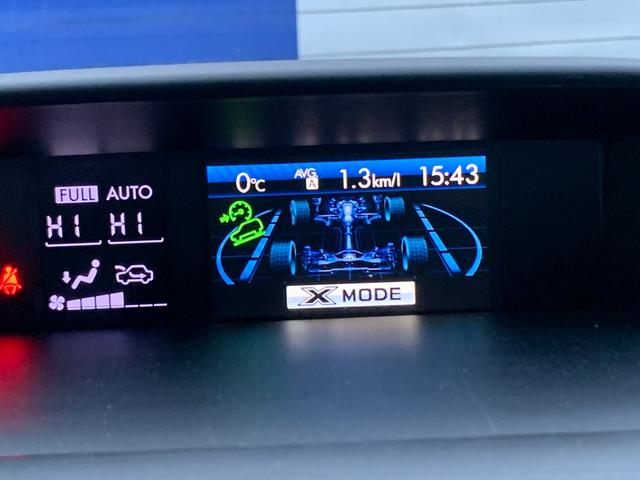 0°C AVG A 1.3km/l 15:43
FULL AUTO
HI HI
X MODE